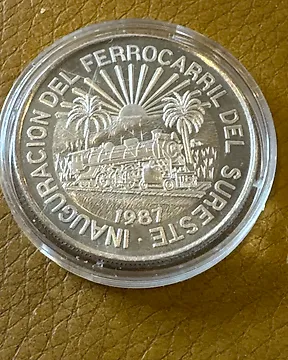 INAUGURACION DEL FERROCARRIL DEL SURESTE ·
1987